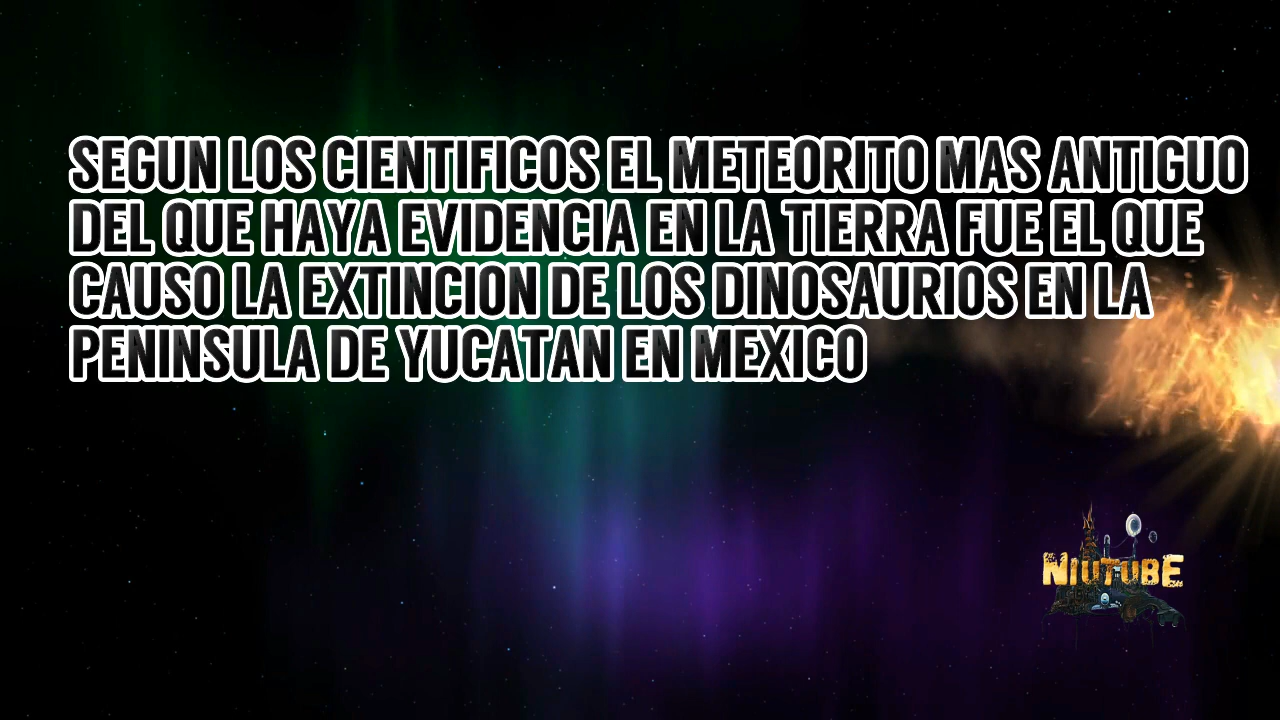 SEGUN LOS CIENTIFICOS EL METEORITO MAS ANTIGUO
DEL QUE HAYA EVIDENCIA EN LA TIERRA FUE EL QUE
CAUSO LA EXTINCION DE LOS DINOSAURIOS EN LA
PENINSULA DE YUCATAN EN MEXICO
NIUTUBE